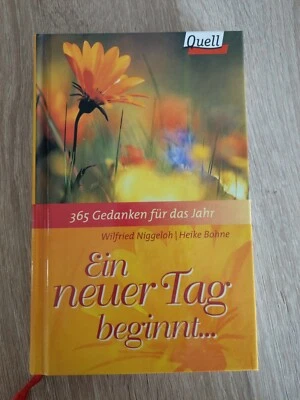 Quell
365 Gedanken für das Jahr
Wilfried Niggeloh | Heike Bonne
Ein
neuer Tag
beginnt...